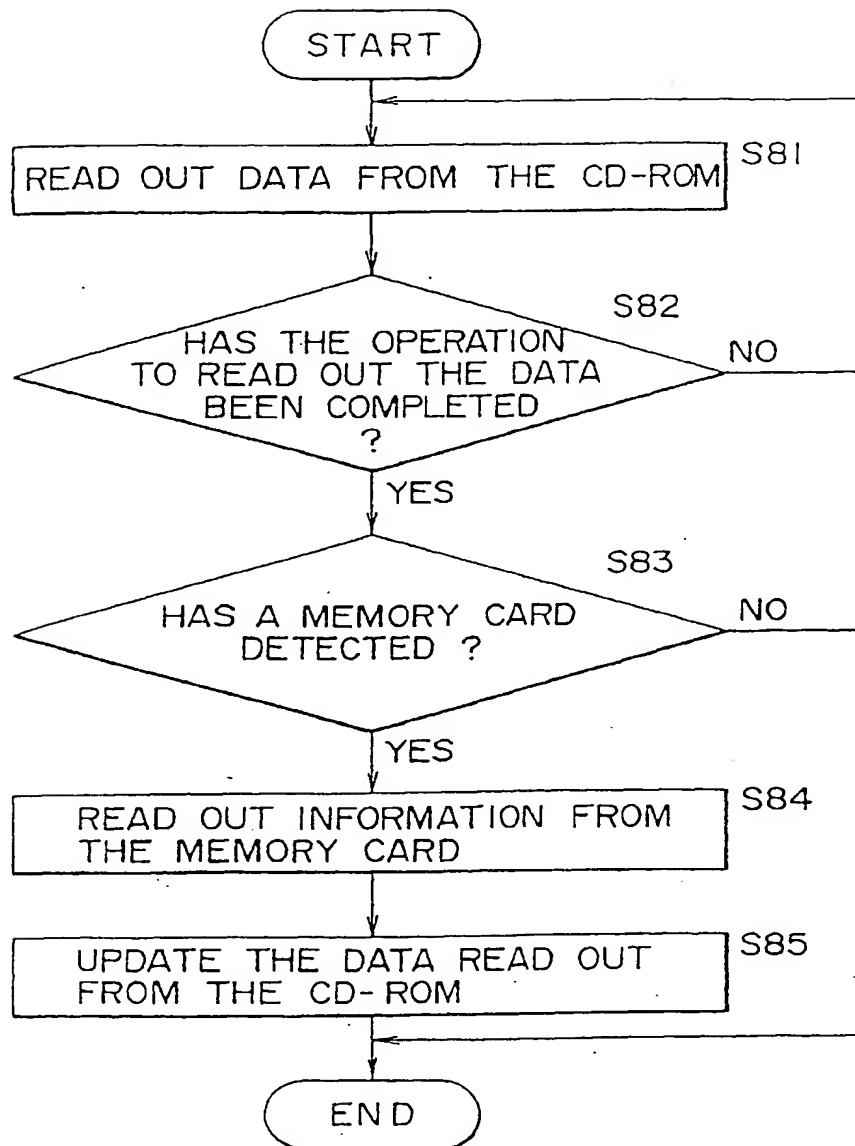 START
READ OUT DATA FROM THE CD-ROM
S81
S82
HAS THE OPERATION
TO READ OUT THE DATA
BEEN COMPLETED
?
NO
YES
S83
HAS A MEMORY CARD
DETECTED ?
NO
YES
S84
READ OUT INFORMATION FROM
THE MEMORY CARD
S85
UPDATE THE DATA READ OUT
FROM THE CD-ROM
END